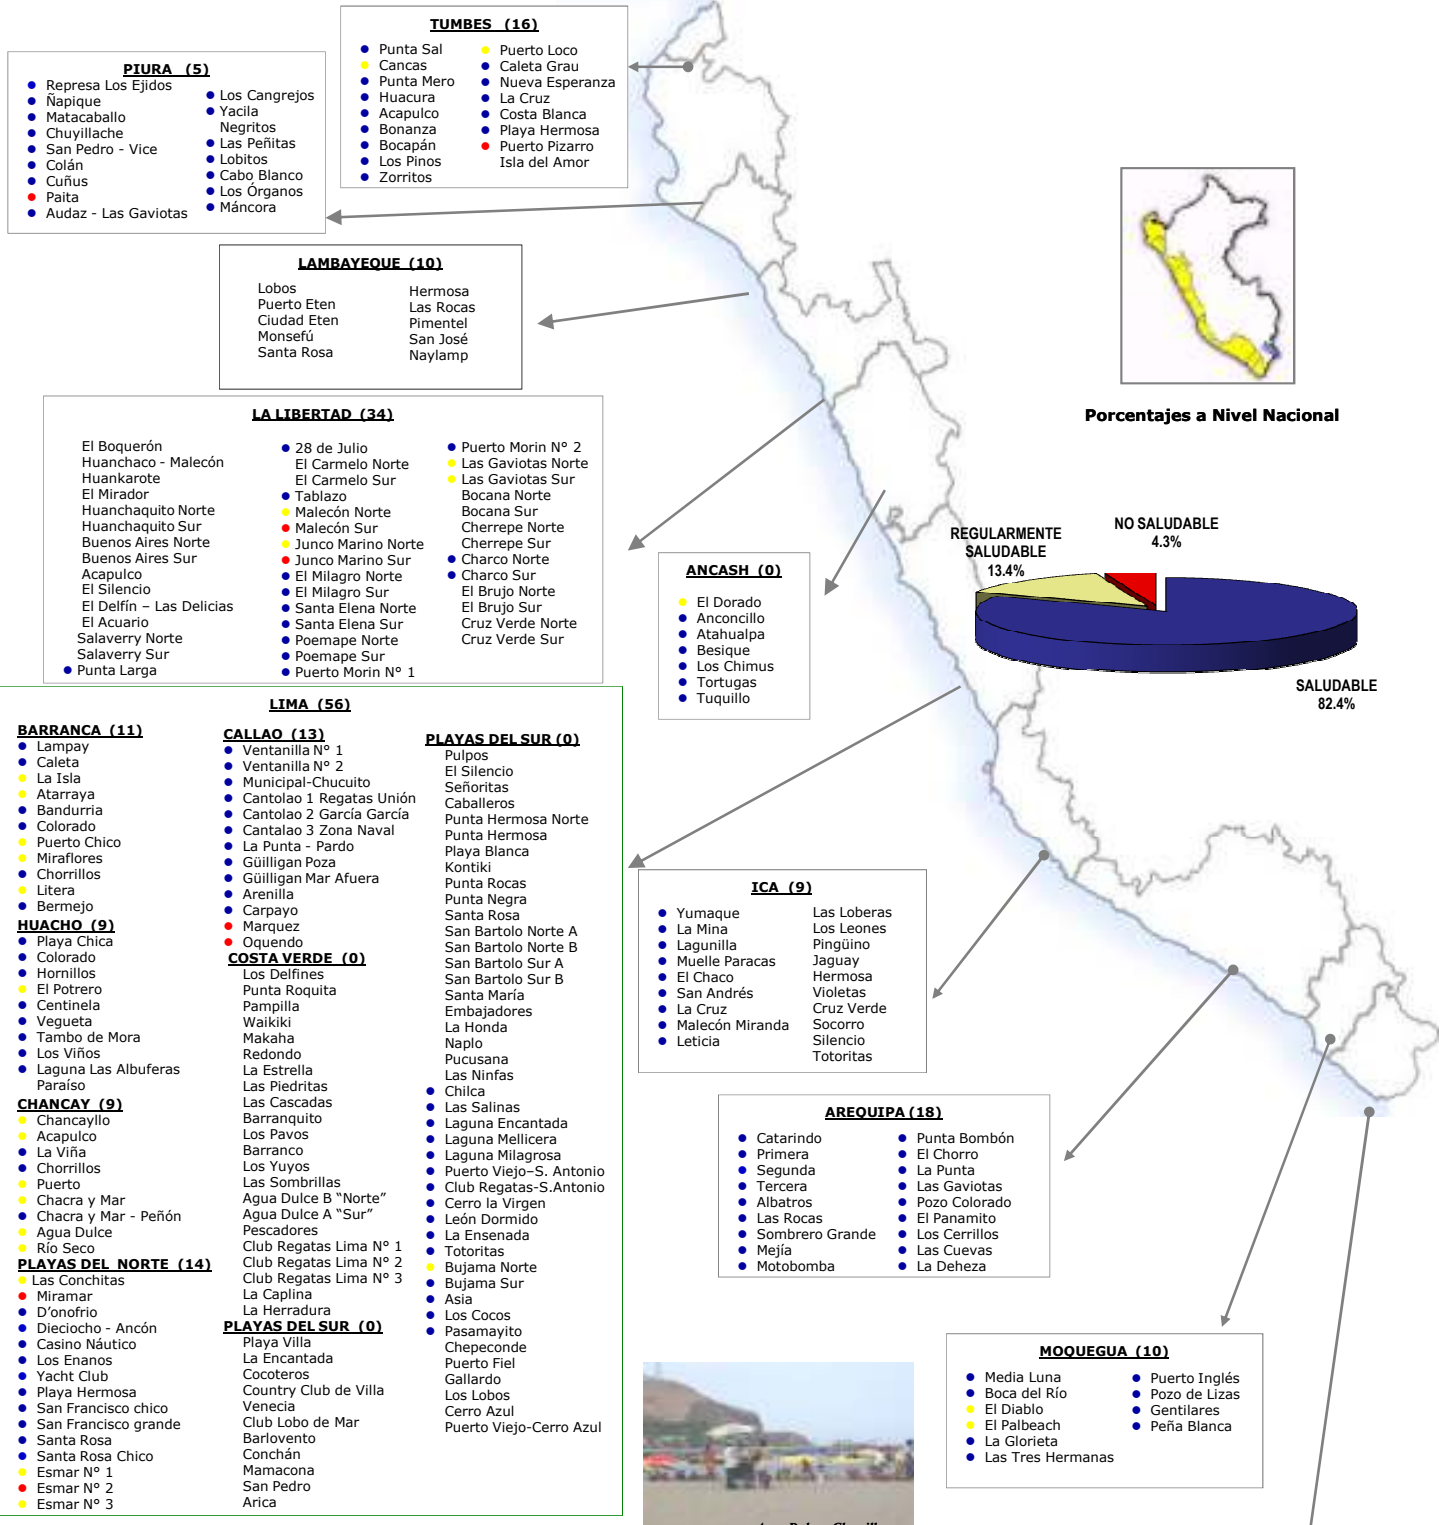 TUMBES (16)
Punta Sal
Cancas
Punta Mero
Huacura
Acapulco
Bonanza
Bocapán
Los Pinos
Zorritos
Puerto Loco
Caleta Grau
Nueva Esperanza
La Cruz
Costa Blanca
Playa Hermosa
Puerto Pizarro
Isla del Amor
PIURA (5)
Represa Los Ejidos
Ñapique
Matacaballo
Chuyillache
San Pedro - Vice
Colán
Cuñus
Paita
Audaz - Las Gaviotas
Los Cangrejos
Yacila
Negritos
Las Peñitas
Lobitos
Cabo Blanco
Los Órganos
Máncora
LAMBAYEQUE (10)
Lobos
Puerto Eten
Ciudad Eten
Monsefú
Santa Rosa
Hermosa
Las Rocas
Pimentel
San José
Naylamp
Porcentajes a Nivel Nacional
REGULARMENTE
SALUDABLE
13.4%
NO SALUDABLE
4.3%
SALUDABLE
82.4%
LA LIBERTAD (34)
El Boquerón
Huanchaco - Malecón
Huankarote
El Mirador
Huanchaquito Norte
Huanchaquito Sur
Buenos Aires Norte
Buenos Aires Sur
Acapulco
El Silencio
El Delfín – Las Delicias
El Acuario
Salaverry Norte
Salaverry Sur
Punta Larga
28 de Julio
El Carmelo Norte
El Carmelo Sur
Tablazo
Malecón Norte
Malecón Sur
Junco Marino Norte
Junco Marino Sur
El Milagro Norte
El Milagro Sur
Santa Elena Norte
Santa Elena Sur
Poemape Norte
Poemape Sur
Puerto Morin N° 1
Puerto Morin N° 2
Las Gaviotas Norte
Las Gaviotas Sur
Bocana Norte
Bocana Sur
Cherrepe Norte
Cherrepe Sur
Charco Norte
Charco Sur
El Brujo Norte
El Brujo Sur
Cruz Verde Norte
Cruz Verde Sur
ANCASH (0)
El Dorado
Anconcillo
Atahualpa
Besique
Los Chimus
Tortugas
Tuquillo
LIMA (56)
BARRANCA (11)
Lampay
Caleta
La Isla
Atarraya
Bandurria
Colorado
Puerto Chico
Miraflores
Chorrillos
Litera
Bermejo
HUACHO (9)
Playa Chica
Colorado
Hornillos
El Potrero
Centinela
Vegueta
Tambo de Mora
Los Viños
Laguna Las Albuferas
Paraíso
CHANCAY (9)
Chancayllo
Acapulco
La Viña
Chorrillos
Puerto
Chacra y Mar
Chacra y Mar - Peñón
Agua Dulce
Río Seco
PLAYAS DEL NORTE (14)
Las Conchitas
Miramar
D'onofrio
Dieciocho - Ancón
Casino Náutico
Los Enanos
Yacht Club
Playa Hermosa
San Francisco chico
San Francisco grande
Santa Rosa
Santa Rosa Chico
Esmar N° 1
Esmar N° 2
Esmar N° 3
CALLAO (13)
Ventanilla N° 1
Ventanilla N° 2
Municipal-Chucuito
Cantolao 1 Regatas Unión
Cantolao 2 García García
Cantalao 3 Zona Naval
La Punta - Pardo
Güilligan Poza
Güilligan Mar Afuera
Arenilla
Carpayo
Marquez
Oquendo
COSTA VERDE (0)
Los Delfines
Punta Roquita
Pampilla
Waikiki
Makaha
Redondo
La Estrella
Las Piedritas
Las Cascadas
Barranquito
Los Pavos
Barranco
Los Yuyos
Las Sombrillas
Agua Dulce B “Norte”
Agua Dulce A “Sur”
Pescadores
Club Regatas Lima N° 1
Club Regatas Lima N° 2
Club Regatas Lima N° 3
La Caplina
La Herradura
PLAYAS DEL SUR (0)
Playa Villa
La Encantada
Cocoteros
Country Club de Villa
Venecia
Club Lobo de Mar
Barlovento
Conchán
Mamacona
San Pedro
Arica
PLAYAS DEL SUR (0)
Pulpos
El Silencio
Señoritas
Caballeros
Punta Hermosa Norte
Punta Hermosa
Playa Blanca
Kontiki
Punta Rocas
Punta Negra
Santa Rosa
San Bartolo Norte A
San Bartolo Norte B
San Bartolo Sur A
San Bartolo Sur B
Santa María
Embajadores
La Honda
Naplo
Pucusana
Las Ninfas
Chilca
Las Salinas
Laguna Encantada
Laguna Mellicera
Laguna Milagrosa
Puerto Viejo–S. Antonio
Club Regatas-S.Antonio
Cerro la Virgen
León Dormido
La Ensenada
Totoritas
Bujama Norte
Bujama Sur
Asia
Los Cocos
Pasamayito
Chepeconde
Puerto Fiel
Gallardo
Los Lobos
Cerro Azul
Puerto Viejo-Cerro Azul
ICA (9)
Yumaque
La Mina
Lagunilla
Muelle Paracas
El Chaco
San Andrés
La Cruz
Malecón Miranda
Leticia
Las Loberas
Los Leones
Pingüino
Jaguay
Hermosa
Violetas
Cruz Verde
Socorro
Silencio
Totoritas
AREQUIPA (18)
Catarindo
Primera
Segunda
Tercera
Albatros
Las Rocas
Sombrero Grande
Mejía
Motobomba
Punta Bombón
El Chorro
La Punta
Las Gaviotas
Pozo Colorado
El Panamito
Los Cerrillos
Las Cuevas
La Deheza
MOQUEGUA (10)
Media Luna
Boca del Río
El Diablo
El Palbeach
La Glorieta
Las Tres Hermanas
Puerto Inglés
Pozo de Lizas
Gentilares
Peña Blanca